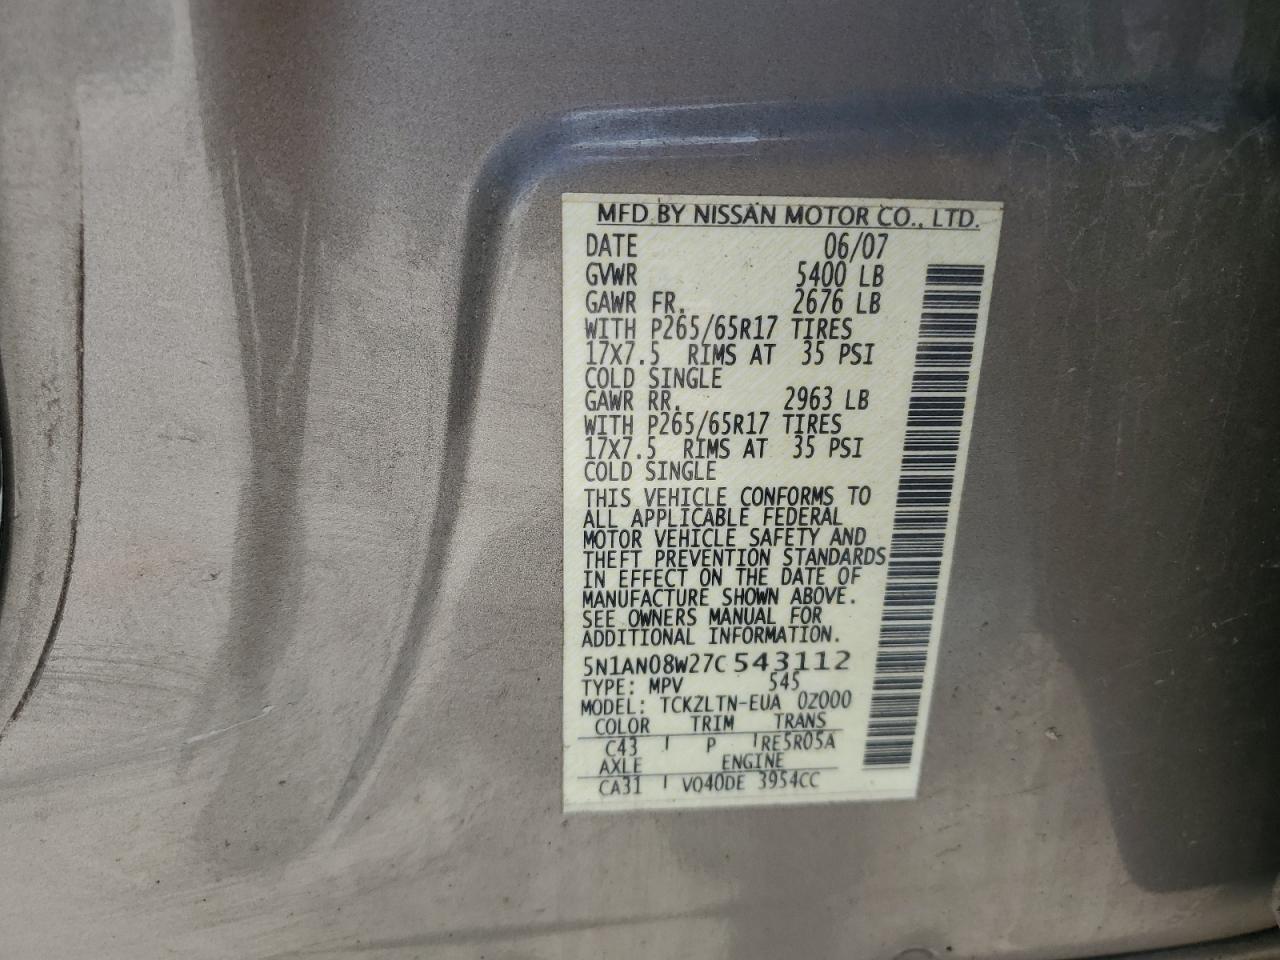 MFD BY NISSAN MOTOR CO., LTD.
DATE 06/07
GVWR 5400 LB
GAWR FR. 2676 LB
WITH P265/65R17 TIRES
17X7.5 RIMS AT 35 PSI
COLD SINGLE
GAWR RR. 2963 LB
WITH P265/65R17 TIRES
17X7.5 RIMS AT 35 PSI
COLD SINGLE
THIS VEHICLE CONFORMS TO
ALL APPLICABLE FEDERAL
MOTOR VEHICLE SAFETY AND
THEFT PREVENTION STANDARDS
IN EFFECT ON THE DATE OF
MANUFACTURE SHOWN ABOVE.
SEE OWNERS MANUAL FOR
ADDITIONAL INFORMATION.
5N1AN08W27C543112
TYPE: MPV 545
MODEL: TCKZLTN-EUA 0Z000
COLOR TRIM TRANS
C43 P RE5R05A
AXLE ENGINE
CA31 VQ40DE 3954CC